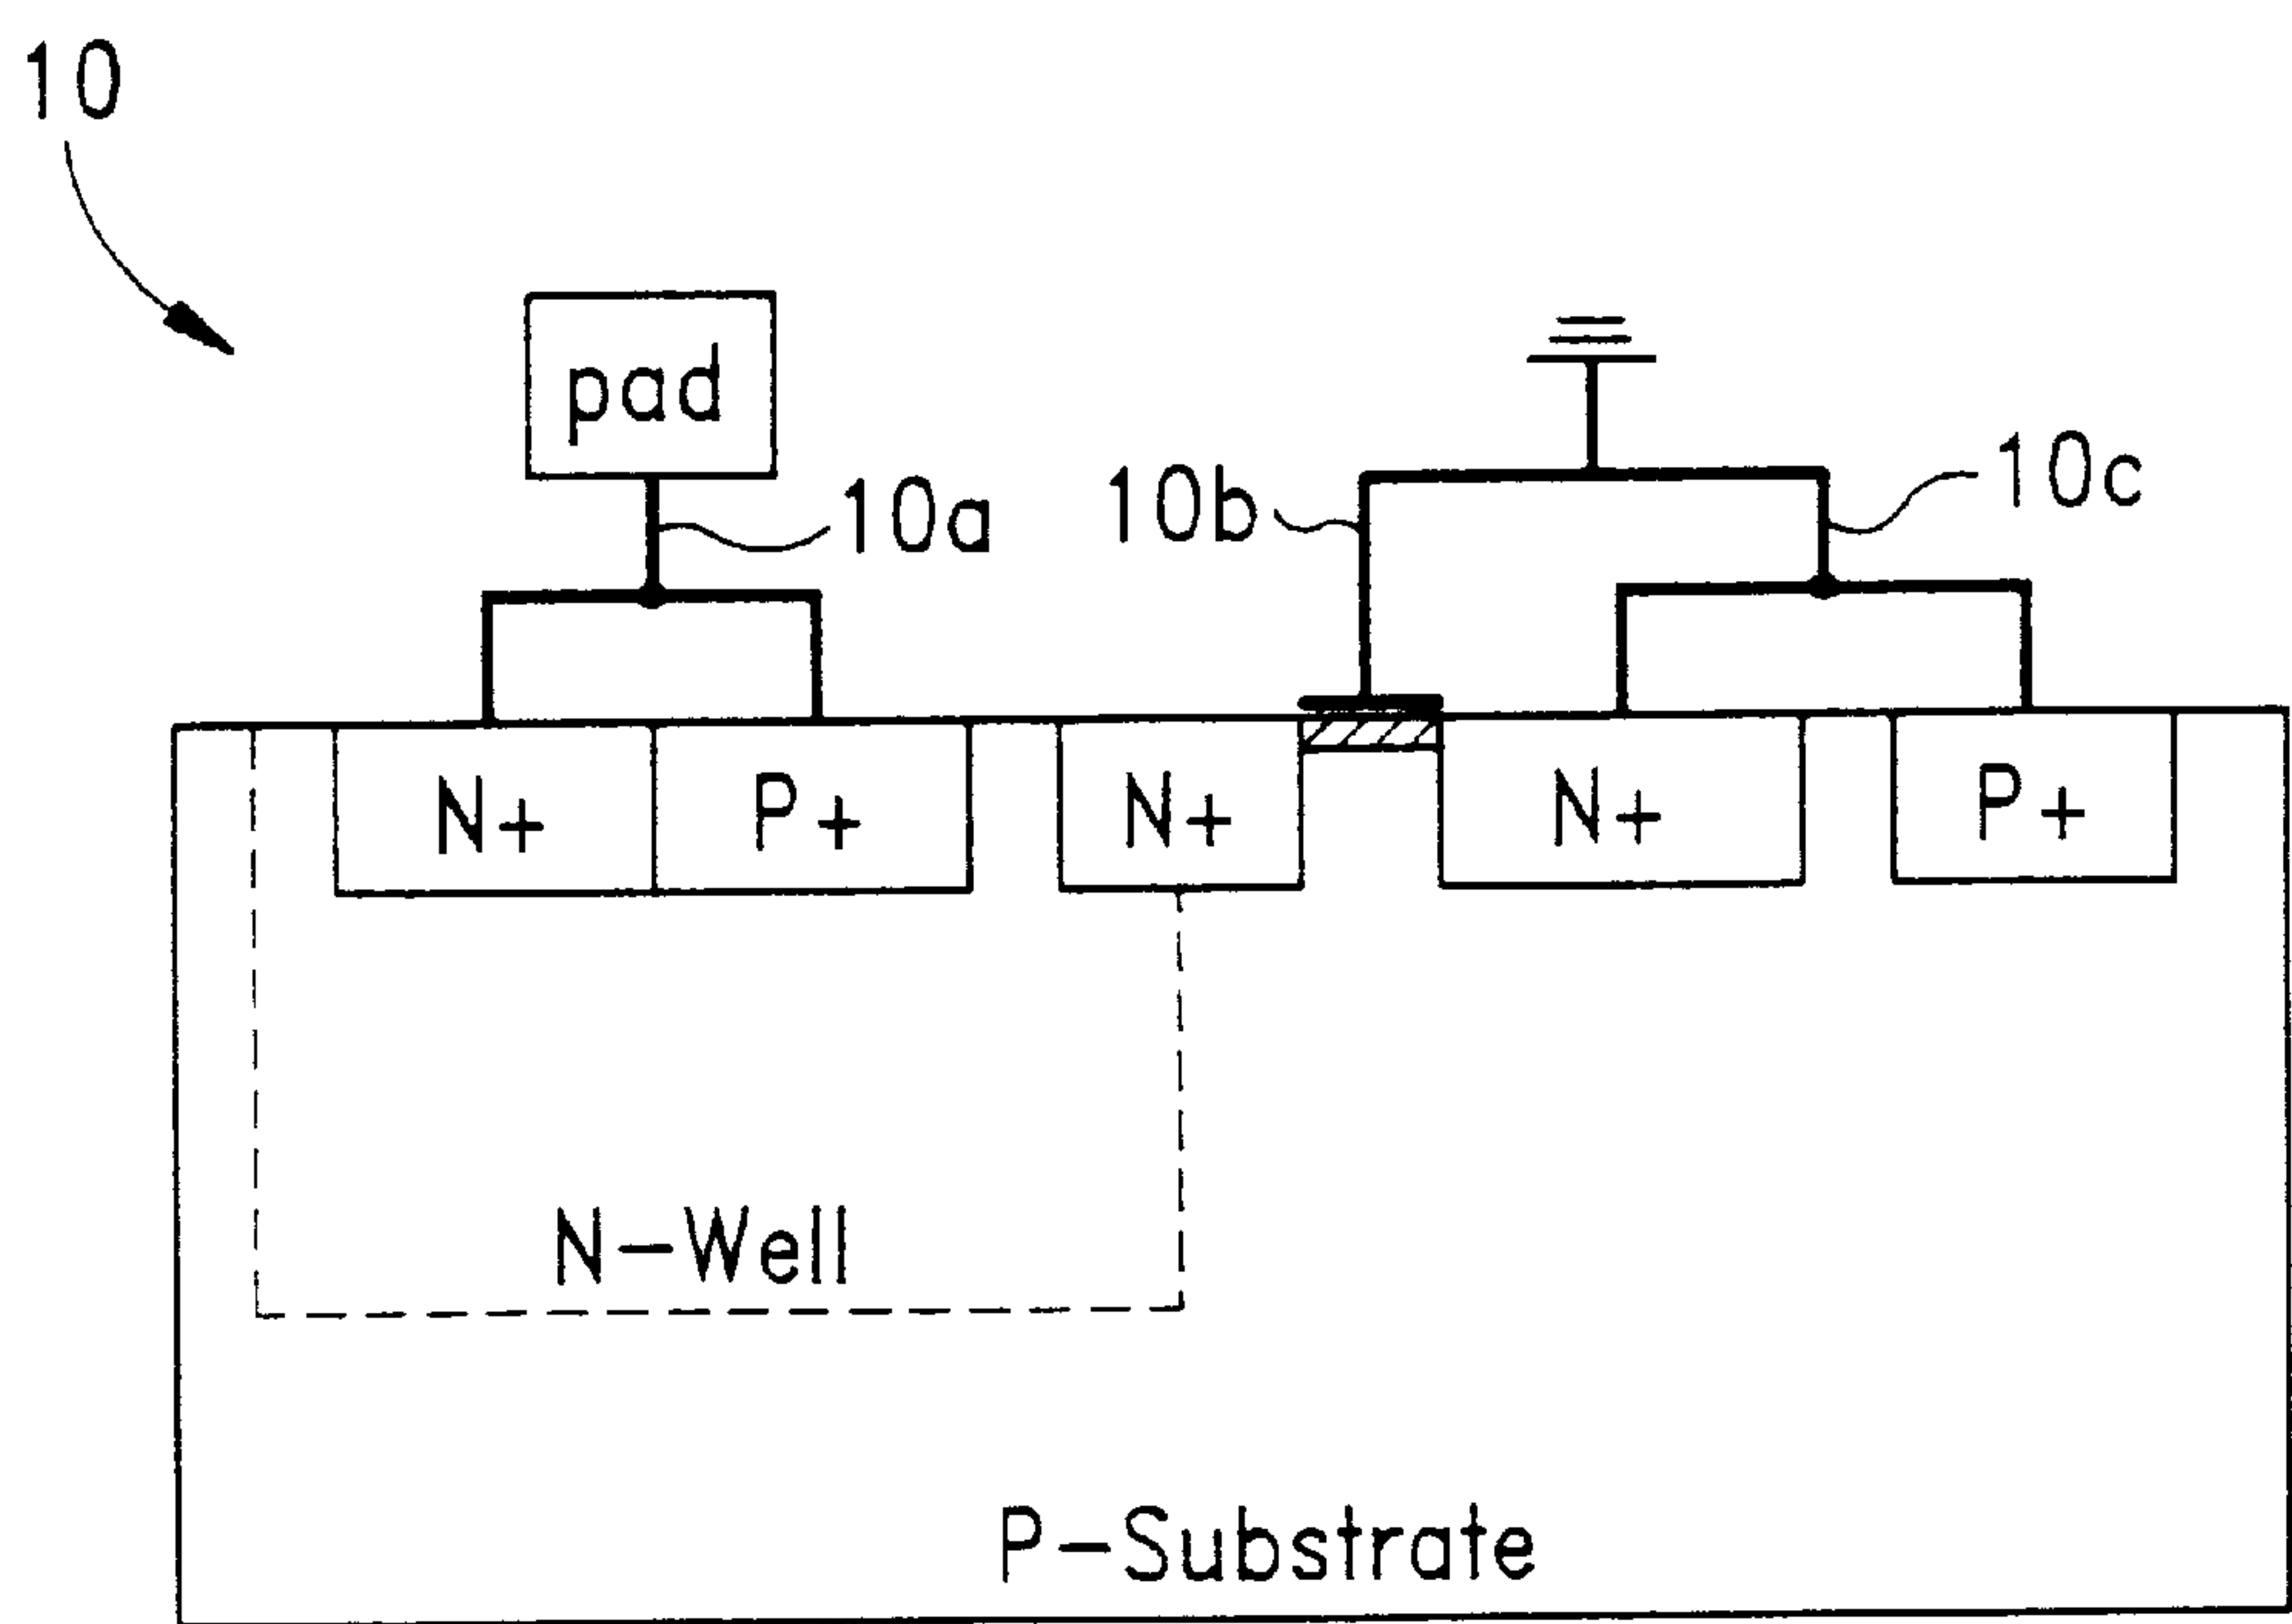 10
pad
10a
10b
10c
N+
P+
N+
N+
P+
N-Well
P-Substrate